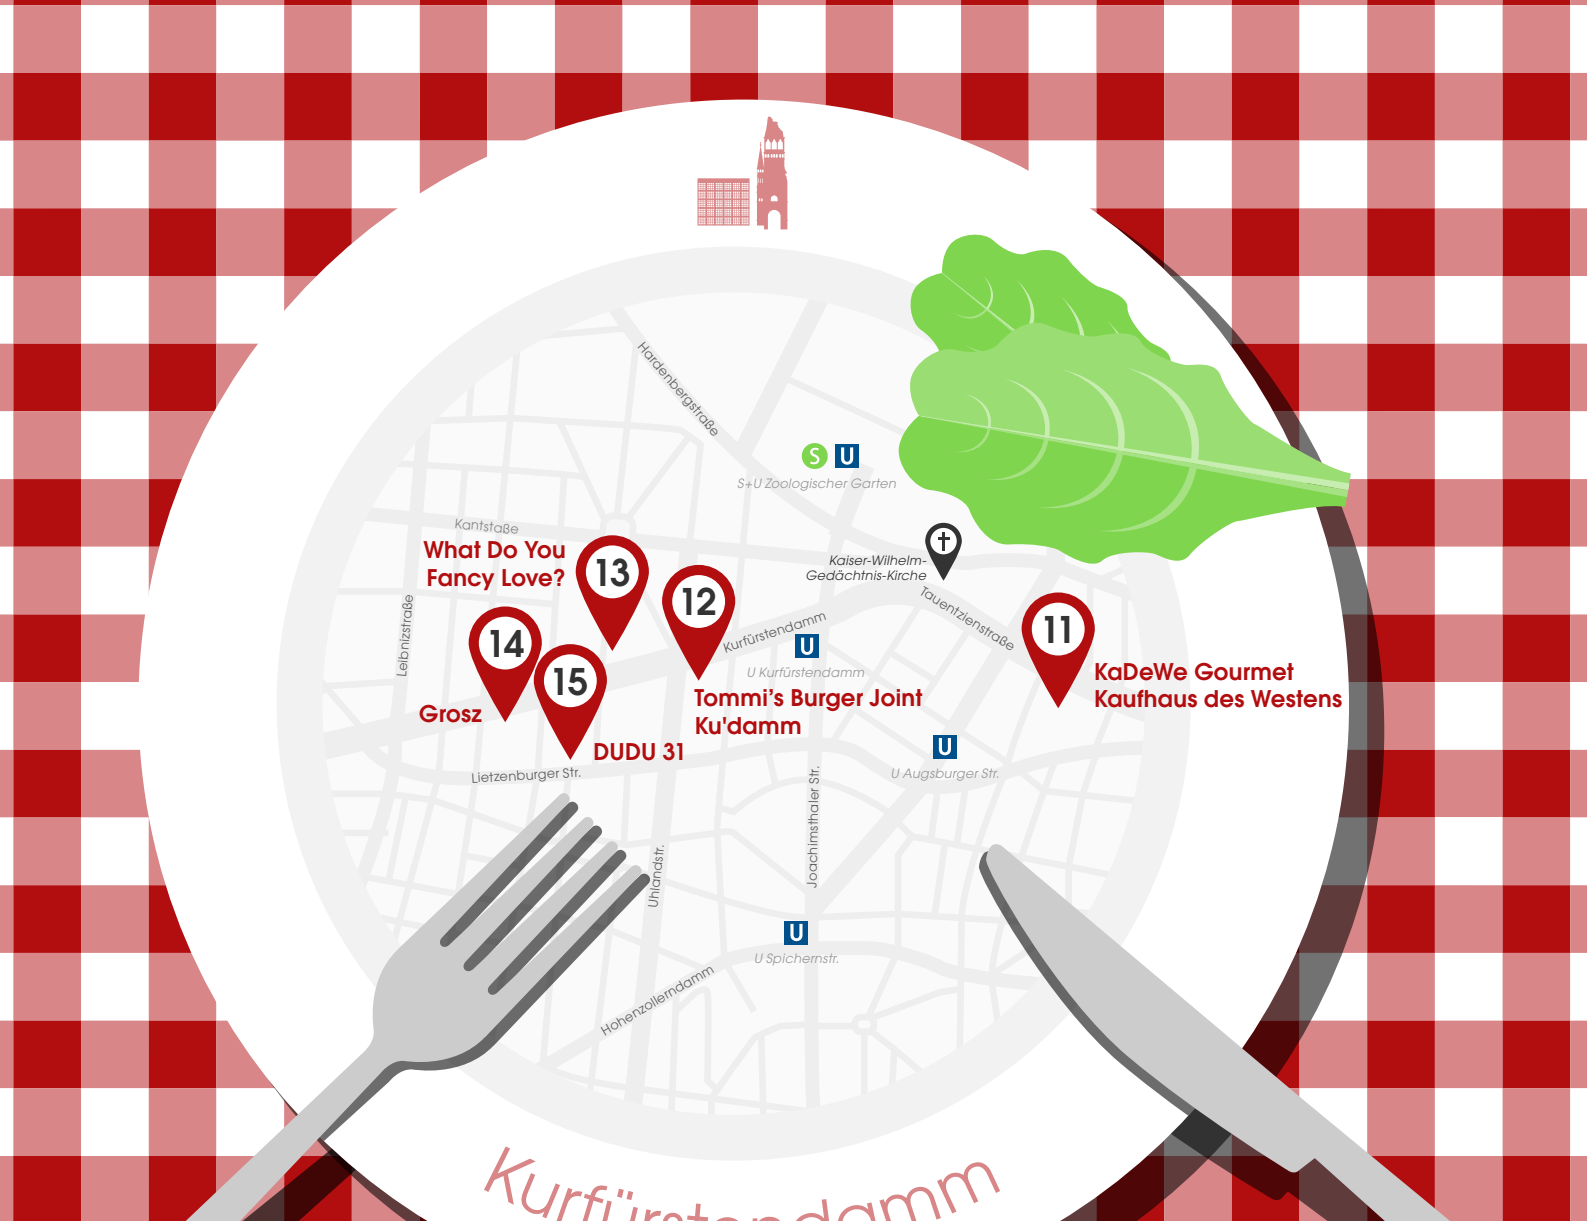 Hardenbergstraße
S U
S+U Zoologischer Garten
Kantstaße
What Do You
Fancy Love?
13
12
Kaiser-Wilhelm-
Gedächtnis-Kirche
Tauentzienstraße
11
KaDeWe Gourmet
Kaufhaus des Westens
Leibnizstraße
14
Grosz
15
DUDU 31
Kurfürstendamm
U
U Kurfürstendamm
Tommi's Burger Joint
Ku'damm
Lietzenburger Str.
U
U Augsburger Str.
Joachimsthaler Str.
Uhlandstr.
U
U Spichernstr.
Hohenzollerndamm
Kurfürstendamm